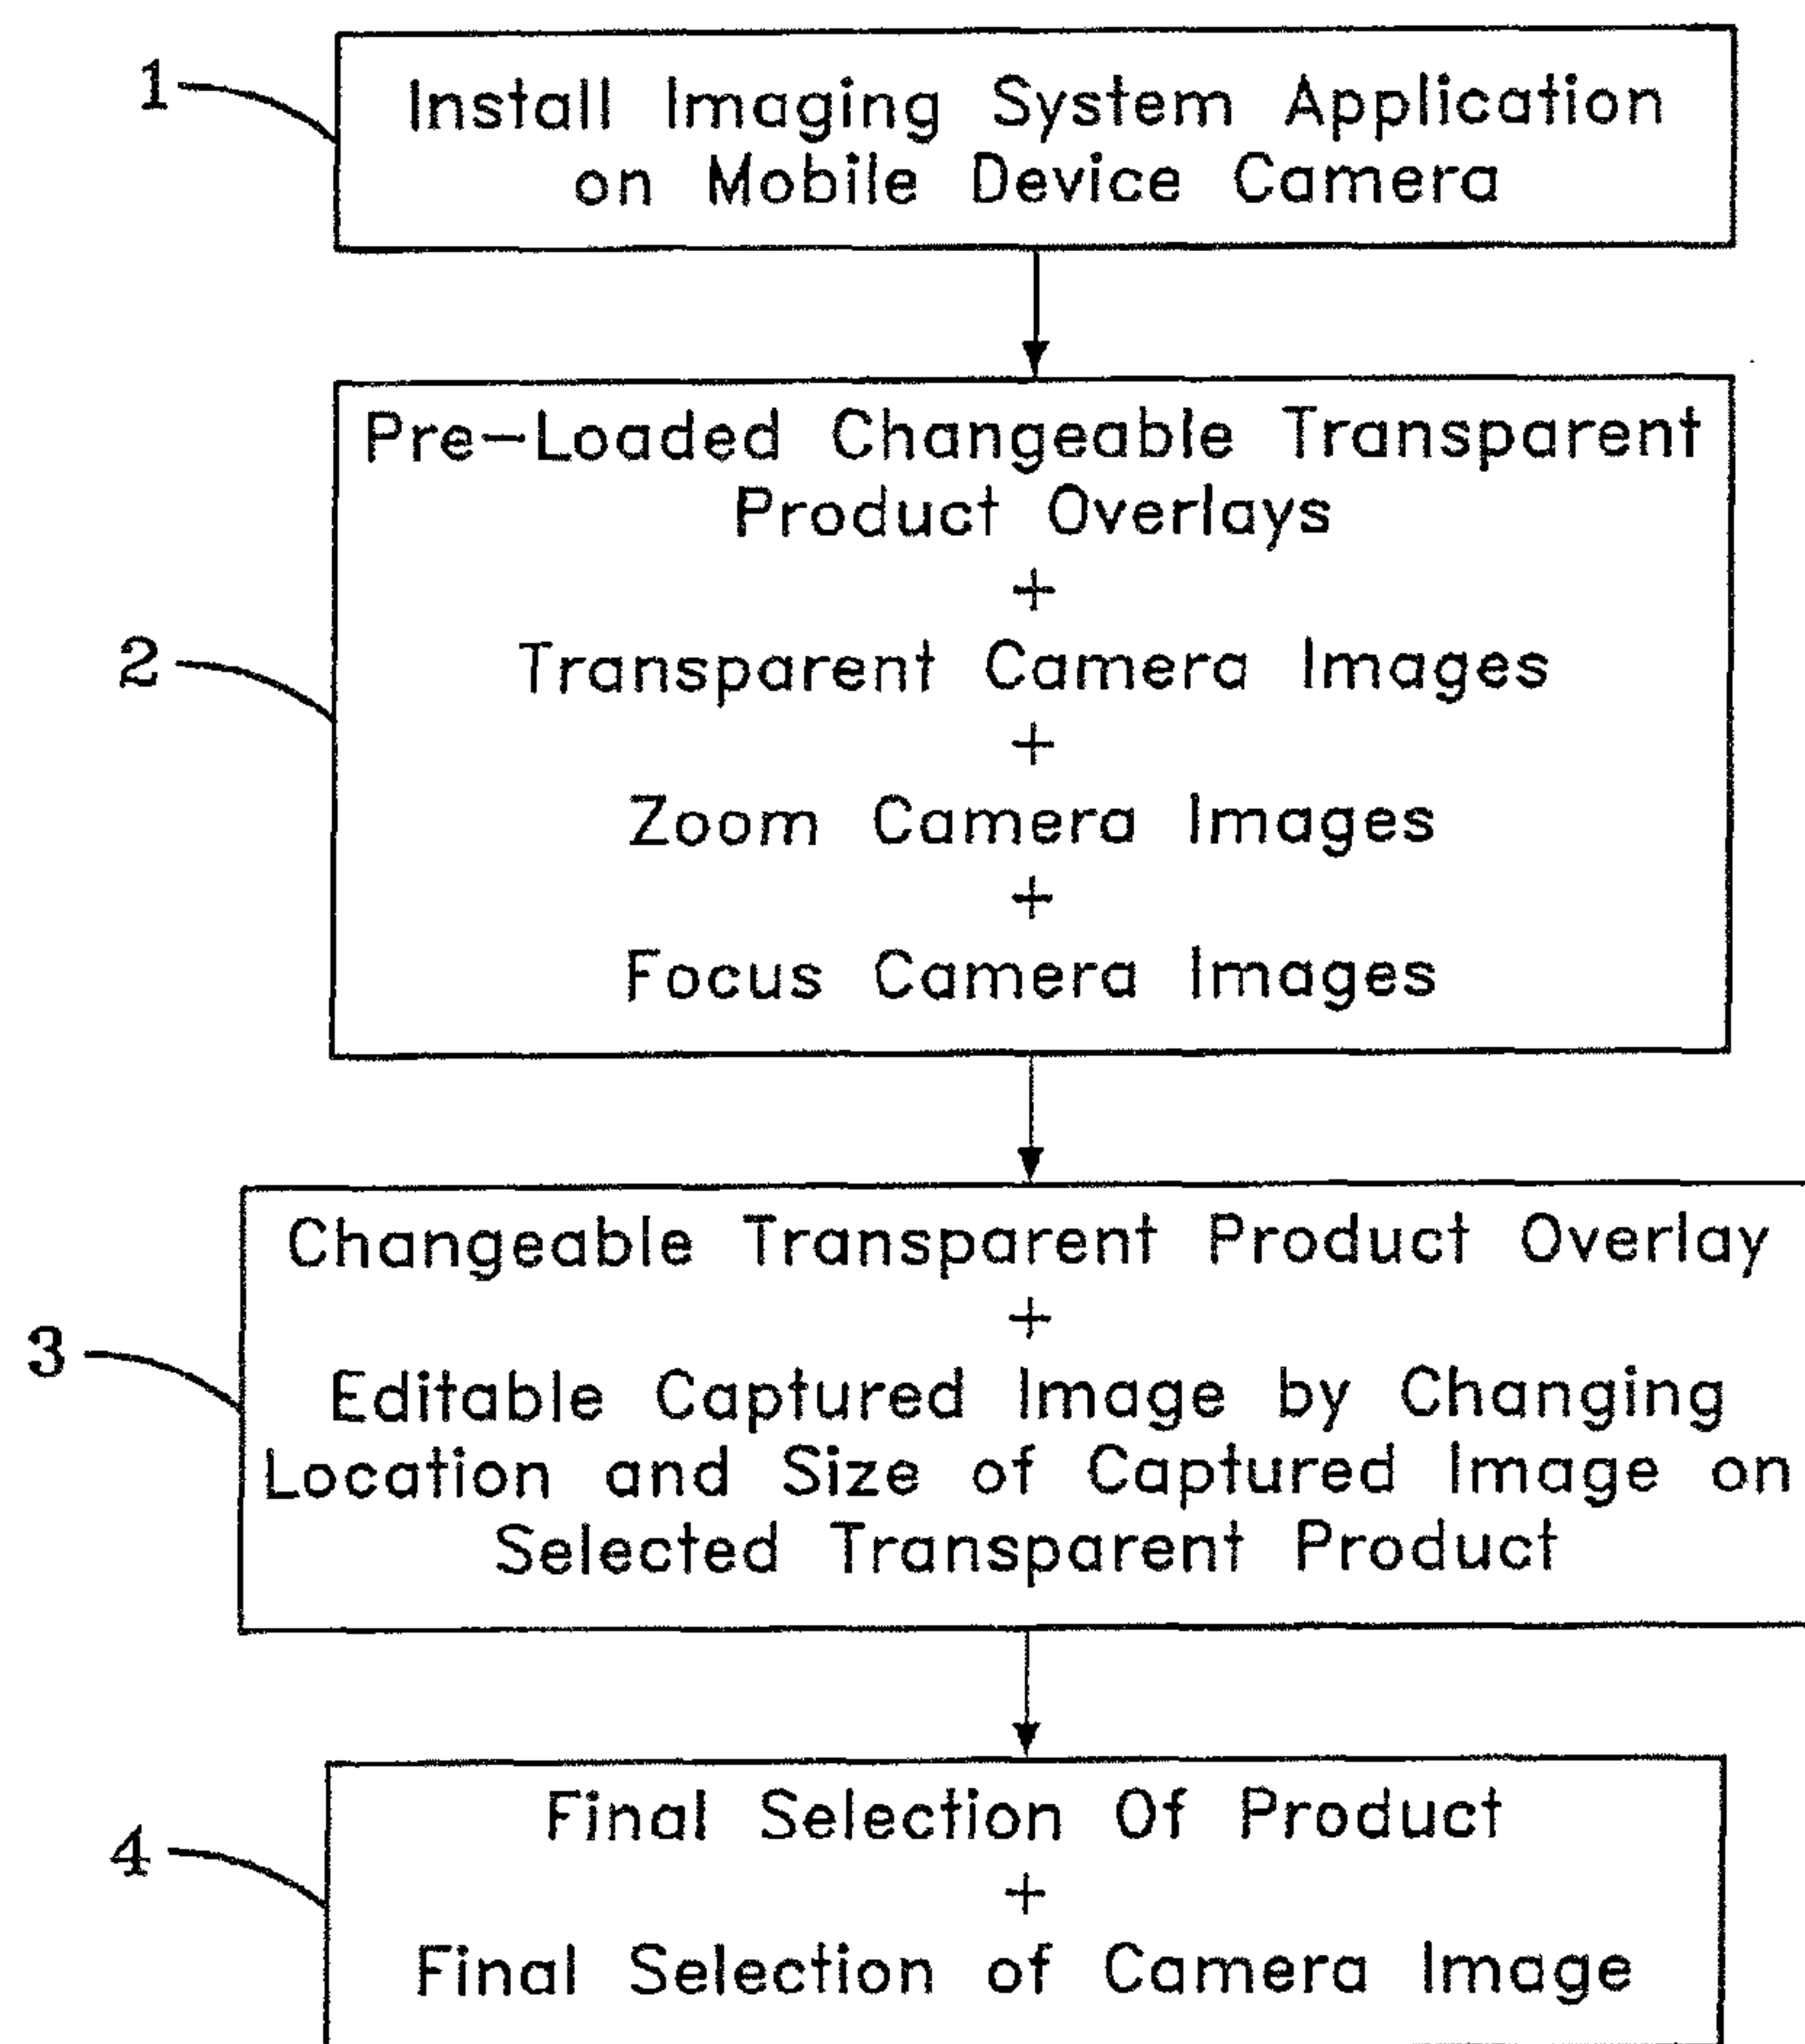 1
Install Imaging System Application
on Mobile Device Camera
2
Pre-Loaded Changeable Transparent
Product Overlays
+
Transparent Camera Images
+
Zoom Camera Images
+
Focus Camera Images
3
Changeable Transparent Product Overlay
+
Editable Captured Image by Changing
Location and Size of Captured Image on
Selected Transparent Product
4
Final Selection Of Product
+
Final Selection of Camera Image